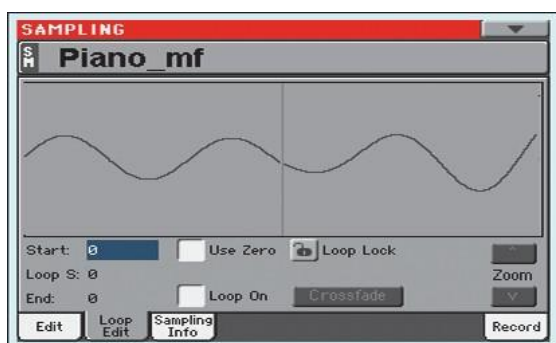 SAMPLING
SM Piano_mf
Start: 0 Use Zero Loop Lock
Loop S: 0 Zoom
End: 0 Loop On Crossfade
Edit Loop Edit Sampling Info Record